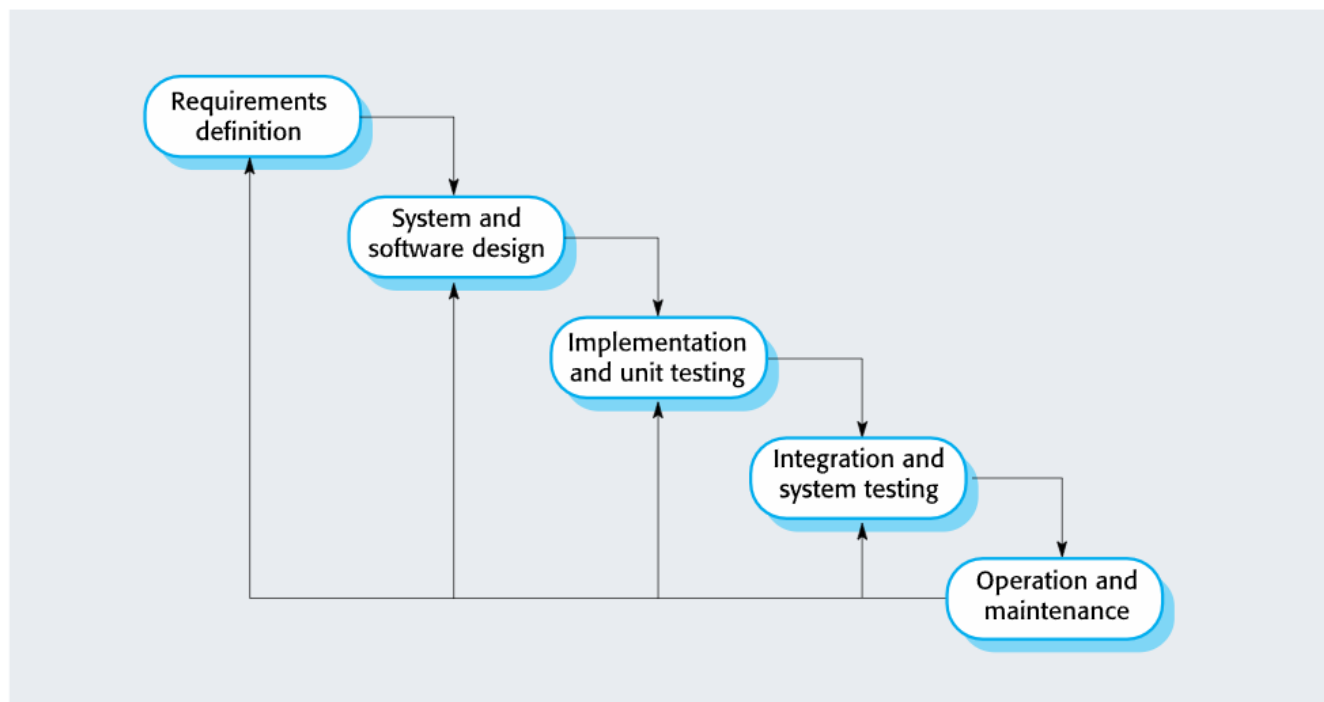 Requirements
definition
System and
software design
Implementation
and unit testing
Integration and
system testing
Operation and
maintenance